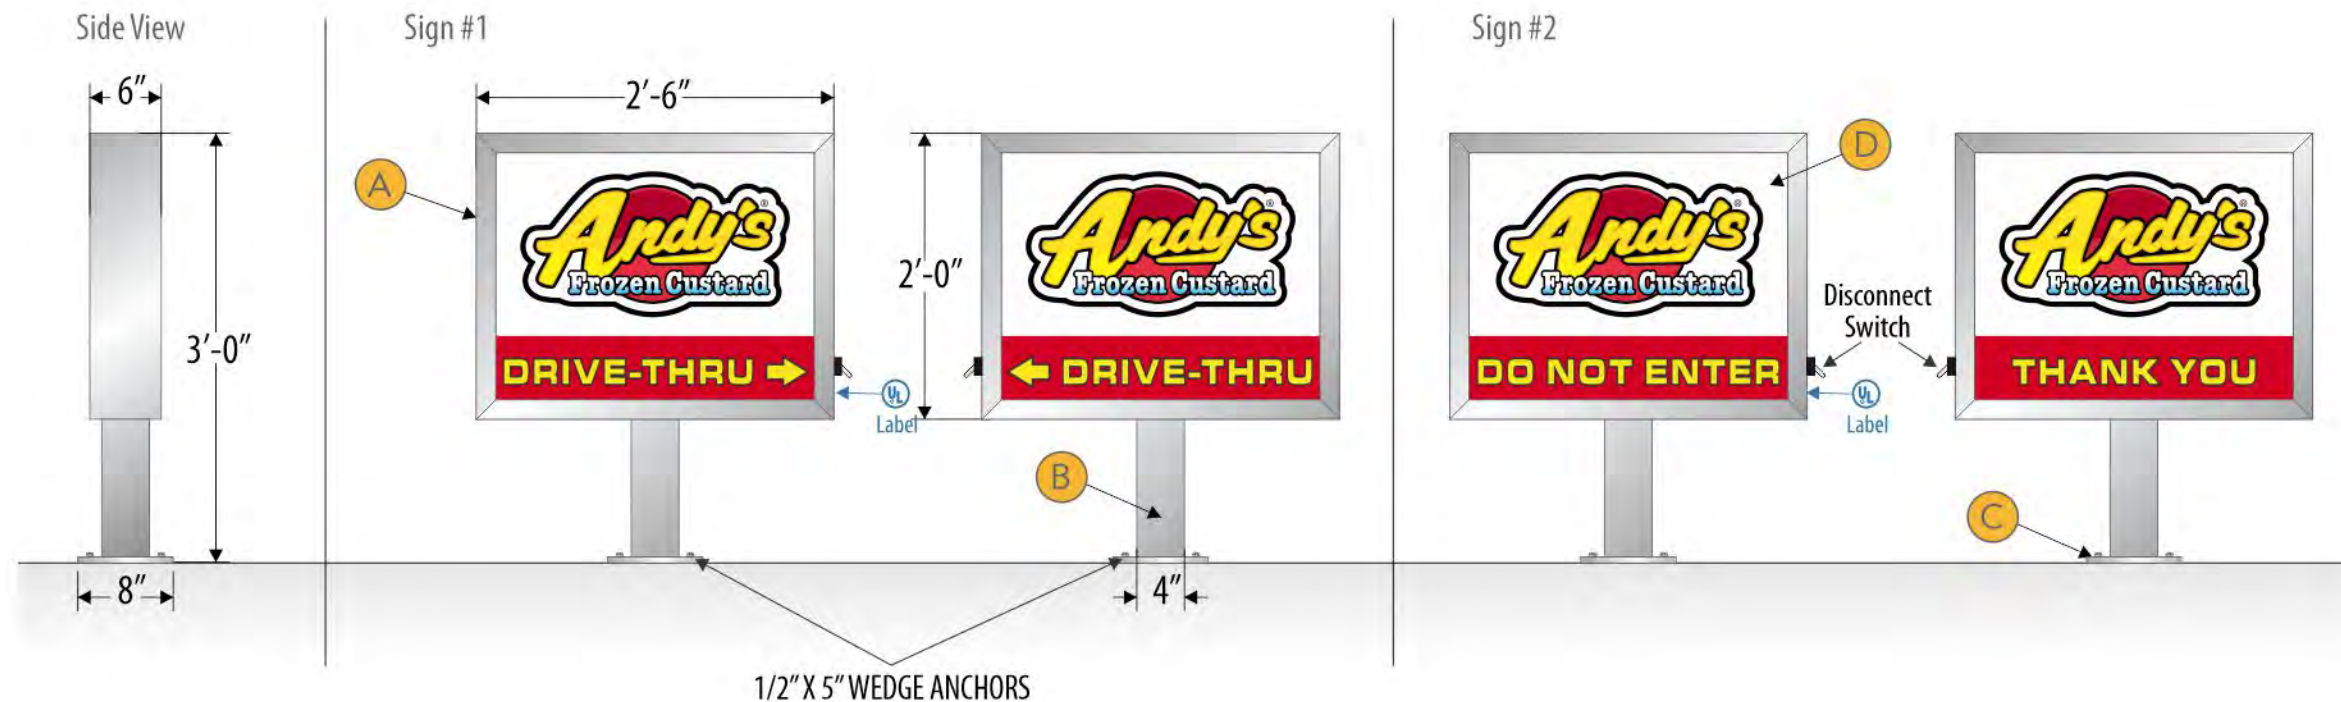 Side View
Sign #1
Sign #2
6”
2’-6”
D
A
Andy’s®
Frozen Custard
Andy’s®
Frozen Custard
Andy’s®
Frozen Custard
Andy’s®
Frozen Custard
2’-0”
3’-0”
Disconnect
Switch
DRIVE-THRU
DRIVE-THRU
DO NOT ENTER
THANK YOU
UL
Label
UL
Label
B
C
8”
4”
1/2” X 5” WEDGE ANCHORS